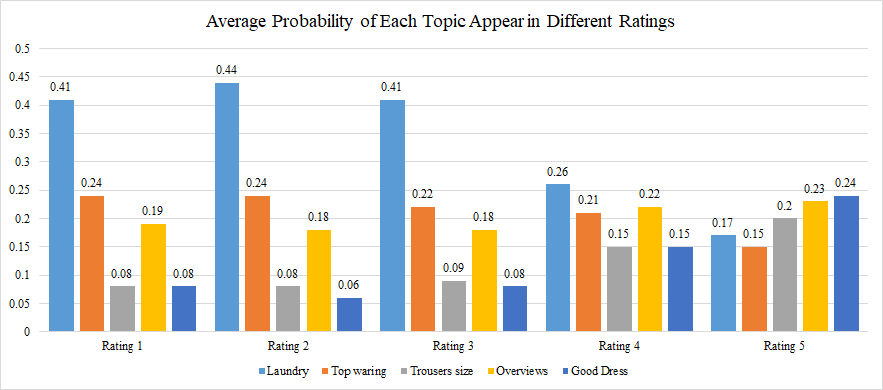 Average Probability of Each Topic Appear in Different Ratings
0.5
0.45
0.4
0.35
0.3
0.25
0.2
0.15
0.1
0.05
0
0.41 0.24 0.08 0.19 0.08
0.44 0.24 0.08 0.18 0.06
0.41 0.22 0.09 0.18 0.08
0.26 0.21 0.15 0.22 0.15
0.17 0.15 0.2 0.23 0.24
Rating 1 Rating 2 Rating 3 Rating 4 Rating 5
Laundry Top waring Trousers size Overviews Good Dress